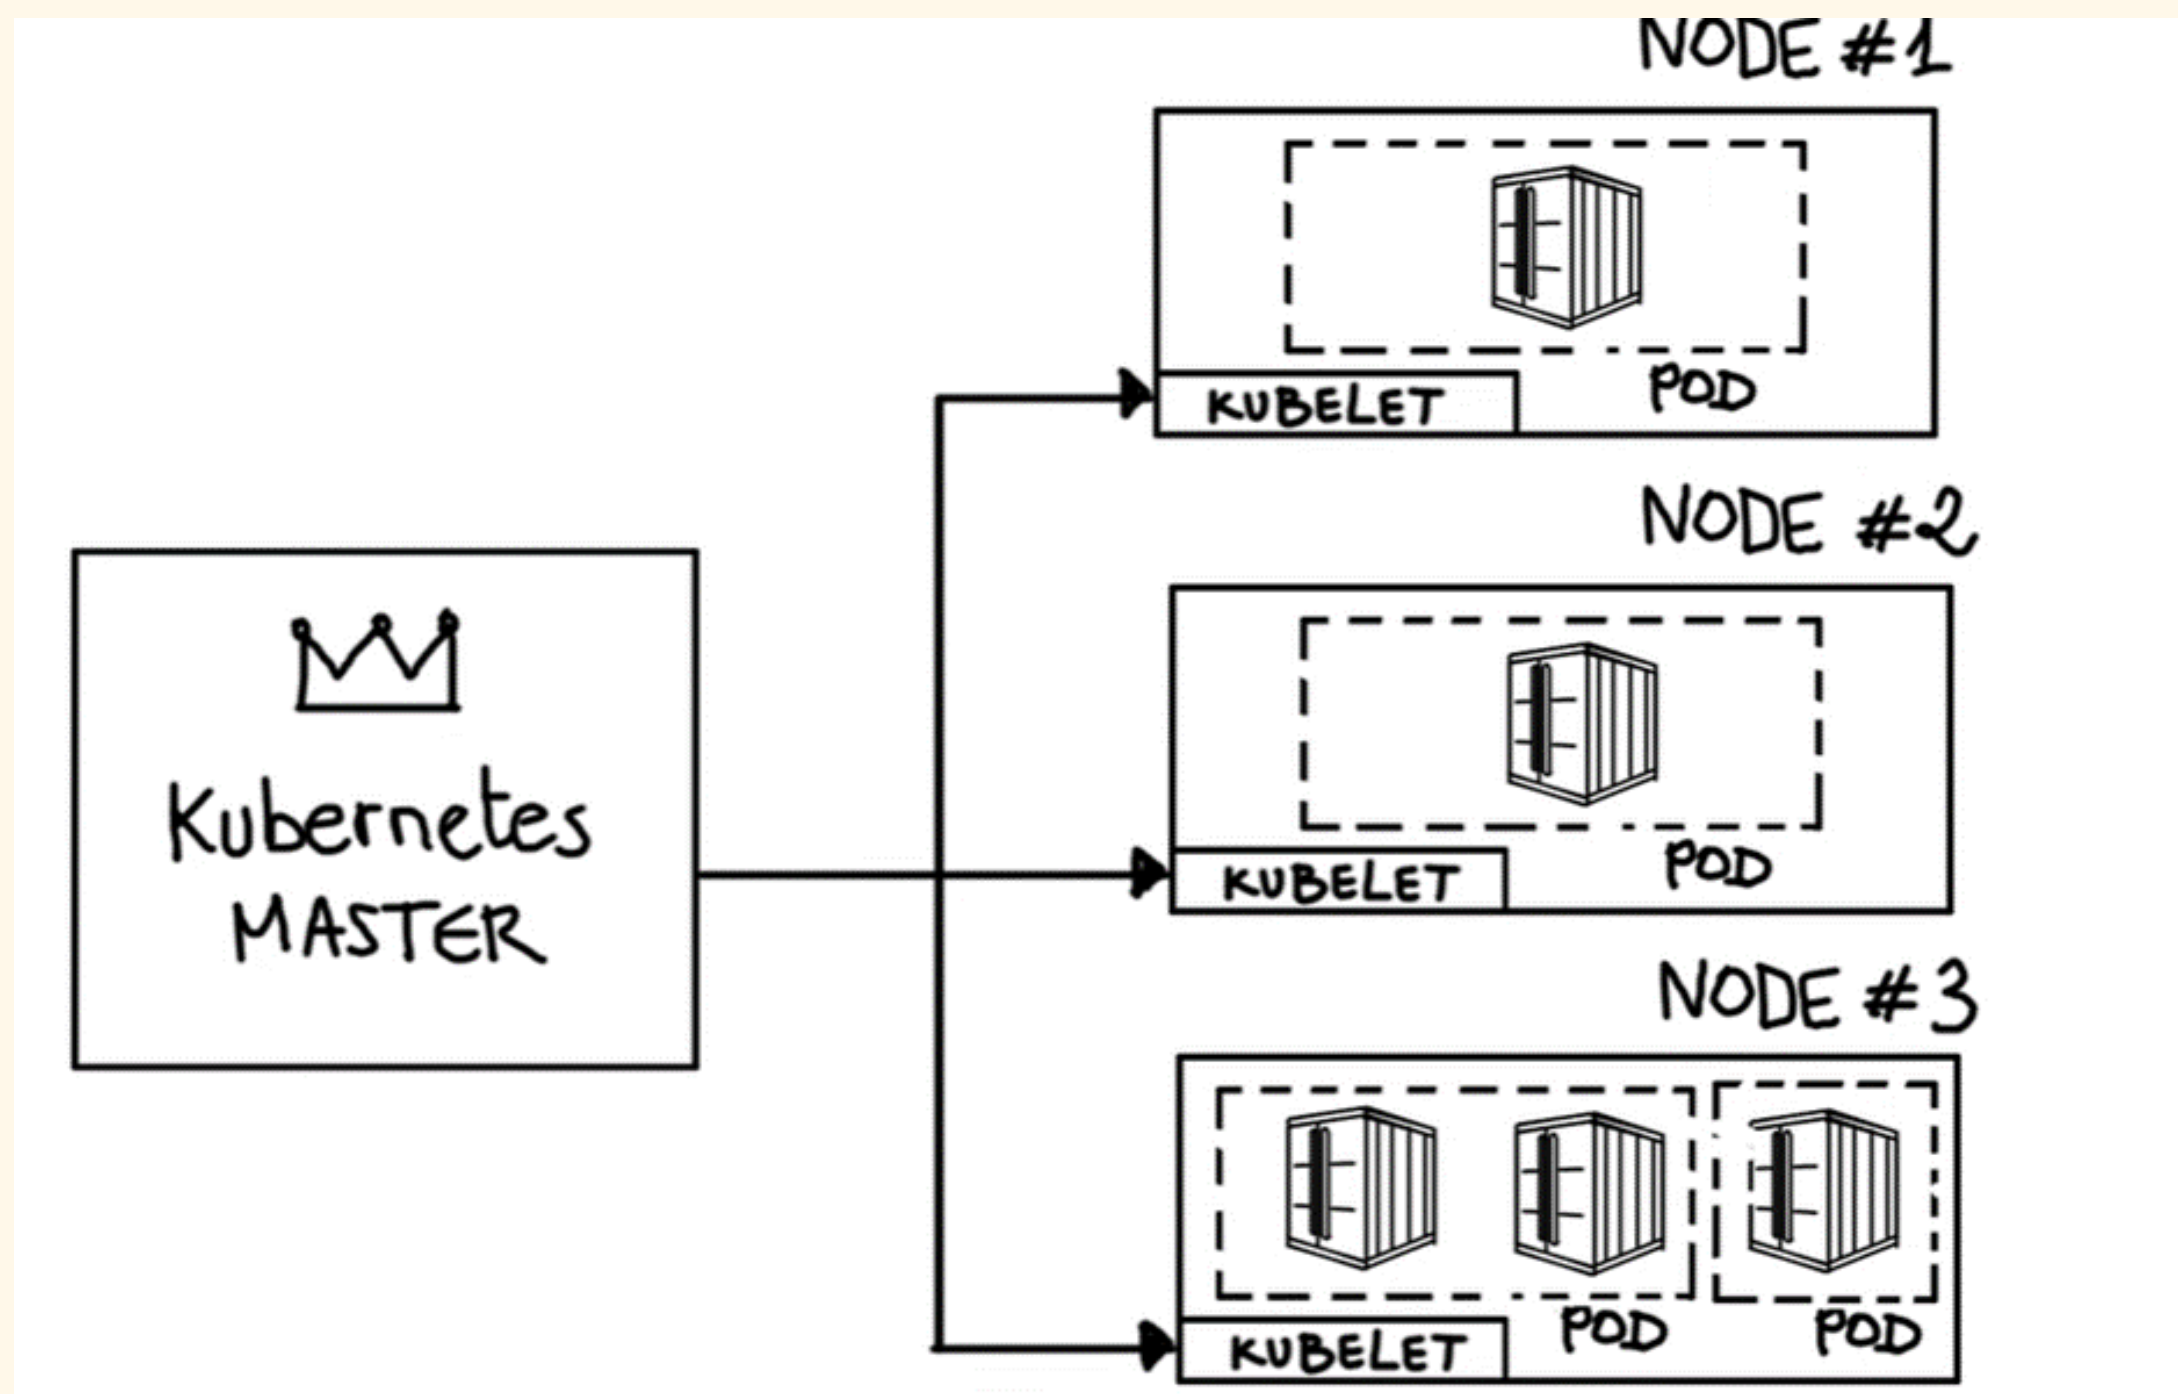 NODE #1
KUBELET
POD
NODE #2
Kubernetes
MASTER
KUBELET
POD
NODE #3
KUBELET
POD
POD